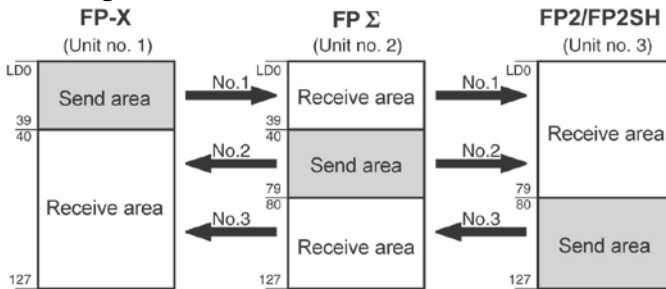 FP-X
(Unit no. 1)
LD0
Send area
39
40
Receive area
127
No.1
No.2
No.3
FP Σ
(Unit no. 2)
LD0
Receive area
39
40
Send area
79
80
Receive area
127
No.1
No.2
No.3
FP2/FP2SH
(Unit no. 3)
LD0
Receive area
79
80
Send area
127